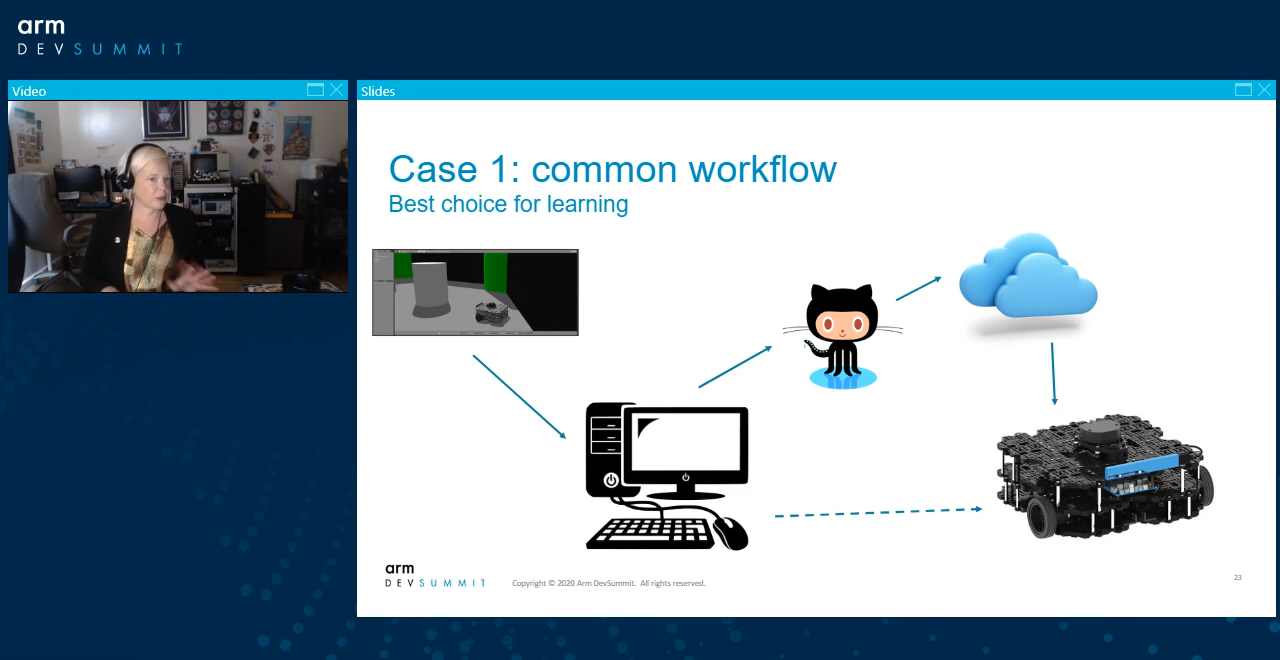 arm
DEVSUMMIT
Video
Slides
Case 1: common workflow
Best choice for learning
arm
DEVSUMMIT
Copyright © 2020 Arm DevSummit. All rights reserved.
23